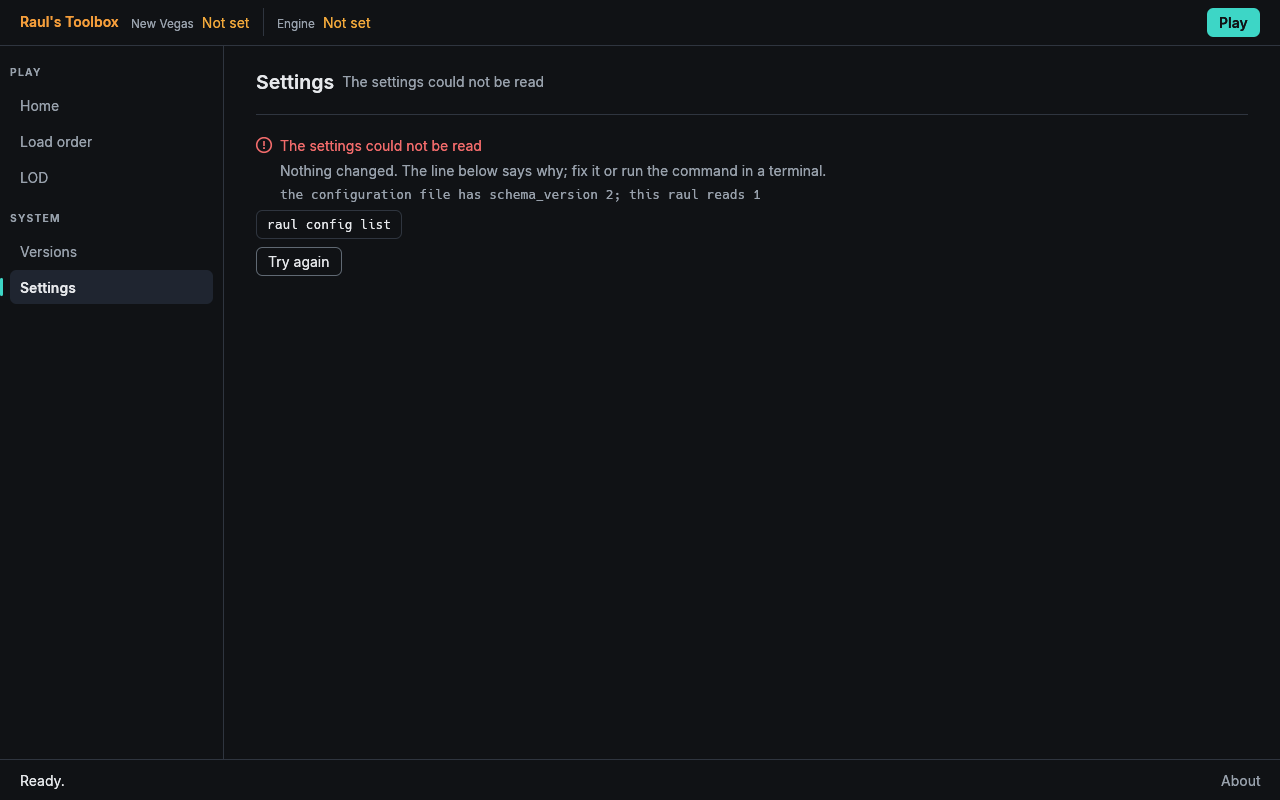 Raul's Toolbox New Vegas Not set Engine Not set Play
PLAY
Home
Load order
LOD
SYSTEM
Versions
Settings
Settings The settings could not be read
The settings could not be read
Nothing changed. The line below says why; fix it or run the command in a terminal.
the configuration file has schema_version 2; this raul reads 1
raul config list
Try again
Ready. About